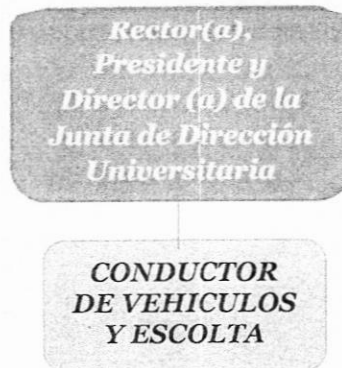 Rector(a),
Presidente y
Director (a) de la
Junta de Dirección
Universitaria
CONDUCTOR
DE VEHICULOS
Y ESCOLTA